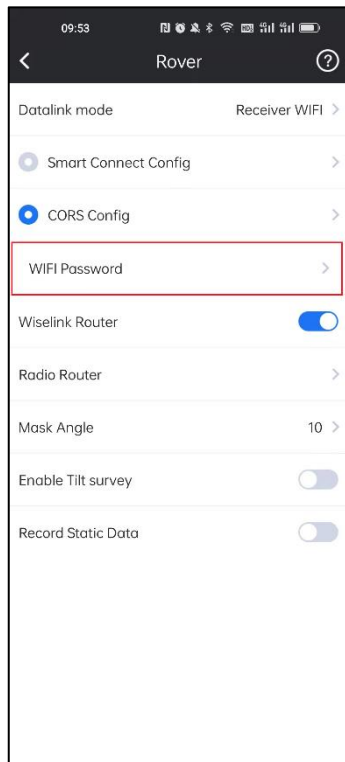 09:53
Rover
Datalink mode Receiver WIFI
Smart Connect Config
CORS Config
WIFI Password
Wiselink Router
Radio Router
Mask Angle 10
Enable Tilt survey
Record Static Data